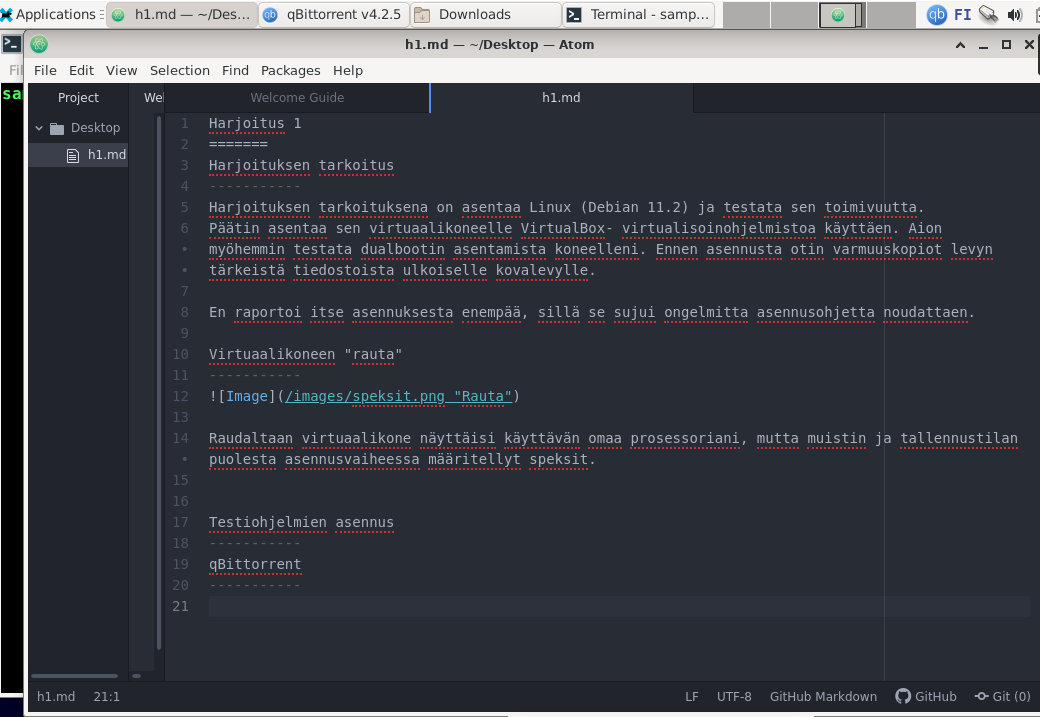 Applications
h1.md — ~/Des...
qBittorrent v4.2.5
Downloads
Terminal - samp...
qb
FI
h1.md — ~/Desktop — Atom
File Edit View Selection Find Packages Help
Project
Welcome Guide
h1.md
Desktop
h1.md
1 Harjoitus 1
2 =======
3 Harjoituksen tarkoitus
4 -----------
5 Harjoituksen tarkoituksena on asentaa Linux (Debian 11.2) ja testata sen toimivuutta.
6 Päätin asentaa sen virtuaalikoneelle VirtualBox- virtualisoinohjelmistoa käyttäen. Aion
• myöhemmin testata dualbootin asentamista koneelleni. Ennen asennusta otin varmuuskopiot levyn
• tärkeistä tiedostoista ulkoiselle kovalevylle.
7
8 En raportoi itse asennuksesta enempää, sillä se sujui ongelmitta asennusohjetta noudattaen.
9
10 Virtuaalikoneen "rauta"
11 -----------
12 ![Image](/images/speksit.png "Rauta")
13
14 Raudaltaan virtuaalikone näyttäisi käyttävän omaa prosessoriani, mutta muistin ja tallennustilan
• puolesta asennusvaiheessa määritellyt speksit.
15
16
17 Testiohjelmien asennus
18 -----------
19 qBittorrent
20 -----------
21
h1.md 21:1
LF UTF-8 GitHub Markdown GitHub Git (0)